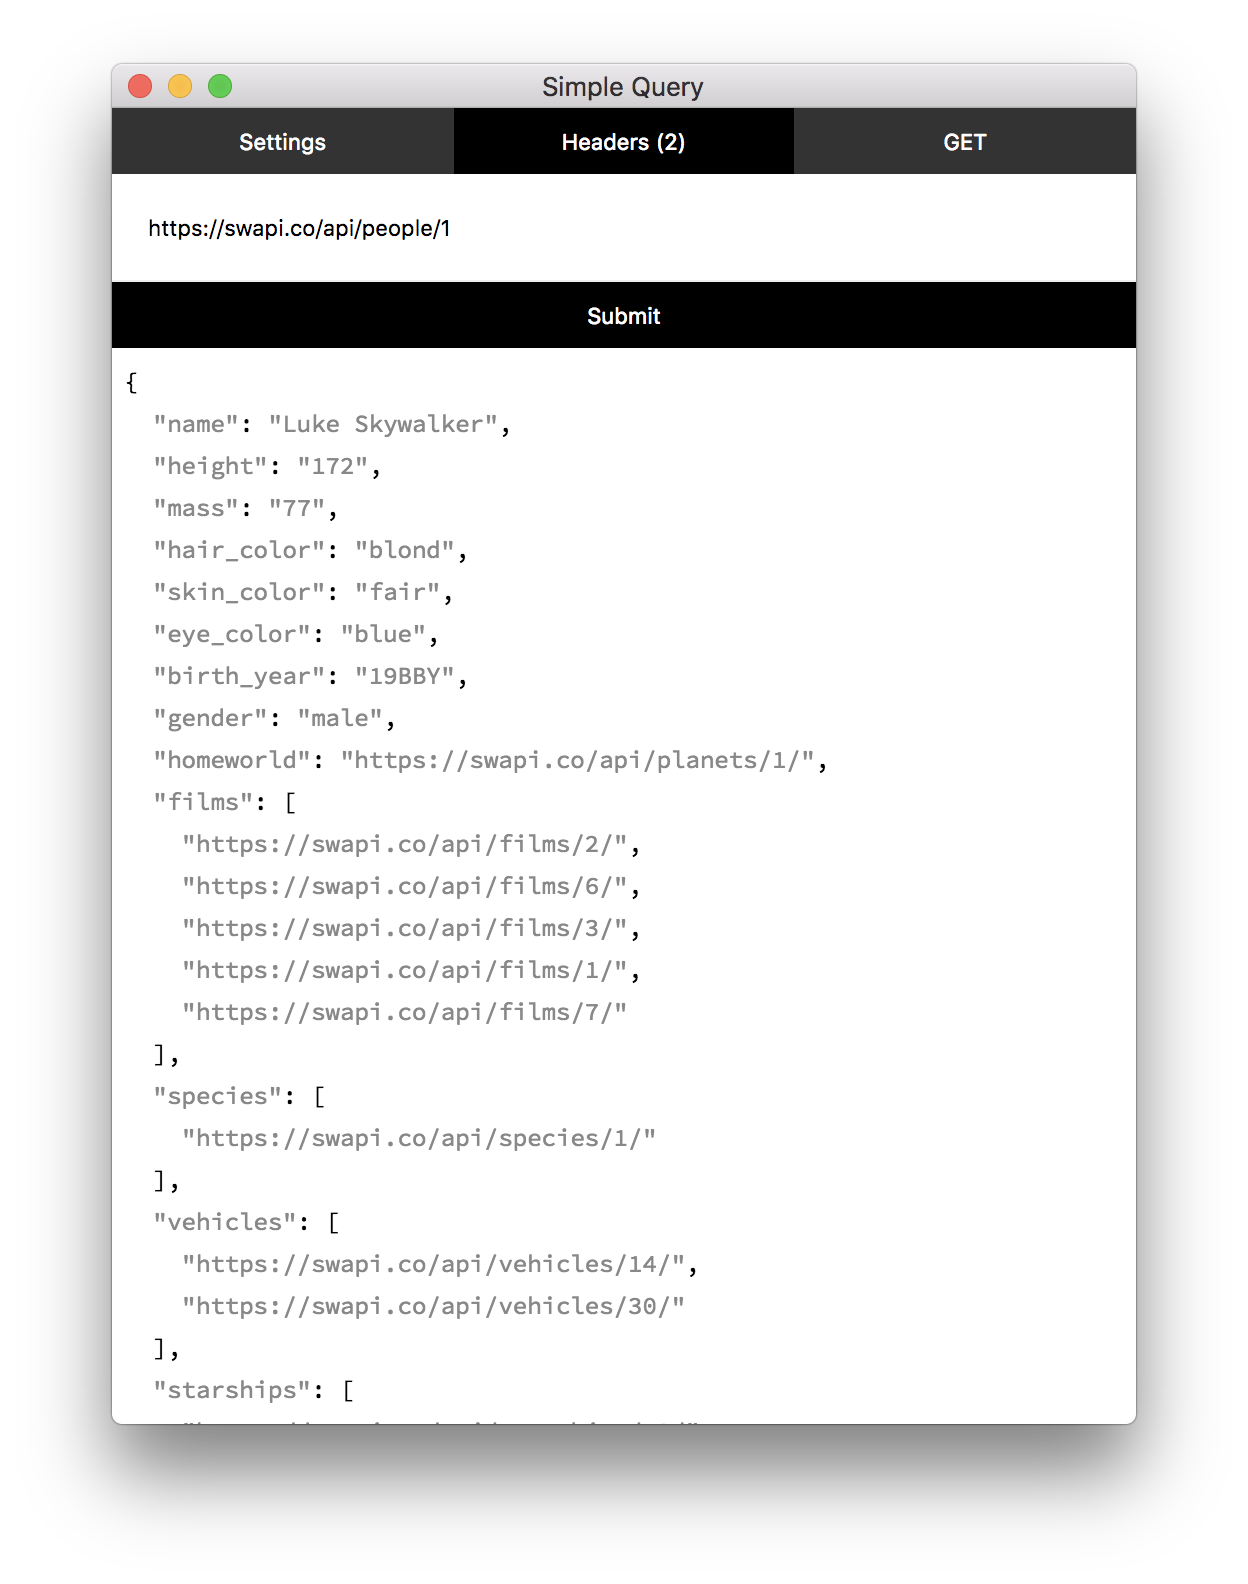 Simple Query
Settings Headers (2) GET
https://swapi.co/api/people/1
Submit
{
  "name": "Luke Skywalker",
  "height": "172",
  "mass": "77",
  "hair_color": "blond",
  "skin_color": "fair",
  "eye_color": "blue",
  "birth_year": "19BBY",
  "gender": "male",
  "homeworld": "https://swapi.co/api/planets/1/",
  "films": [
    "https://swapi.co/api/films/2/",
    "https://swapi.co/api/films/6/",
    "https://swapi.co/api/films/3/",
    "https://swapi.co/api/films/1/",
    "https://swapi.co/api/films/7/"
  ],
  "species": [
    "https://swapi.co/api/species/1/"
  ],
  "vehicles": [
    "https://swapi.co/api/vehicles/14/",
    "https://swapi.co/api/vehicles/30/"
  ],
  "starships": [